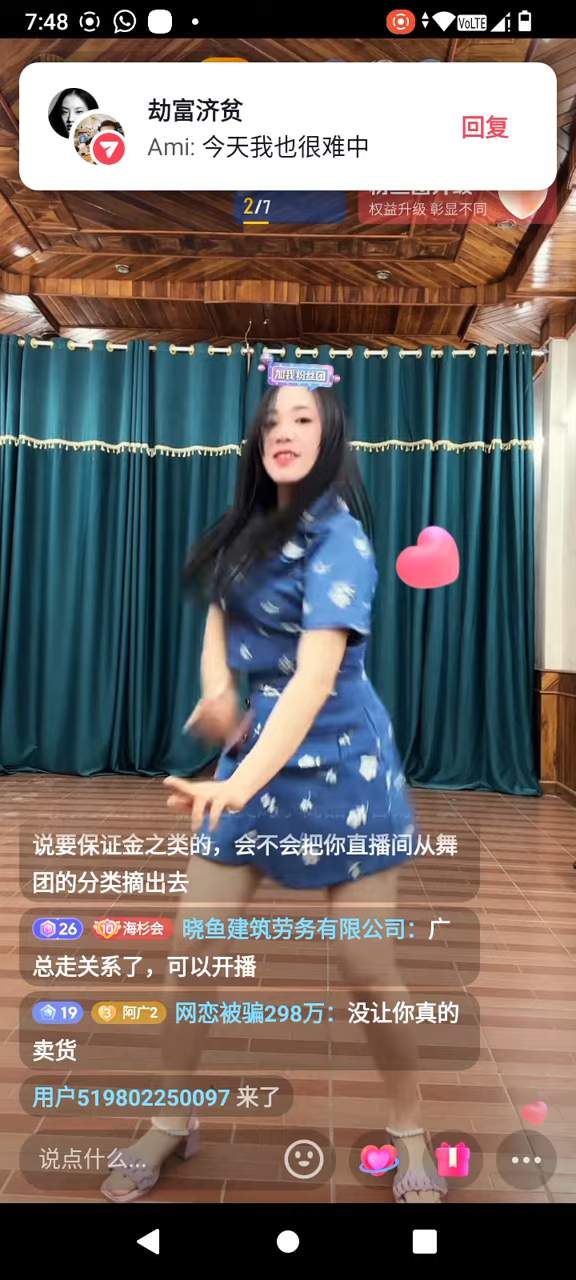 7:48
VoLTE
劫富济贫
Ami: 今天我也很难中
回复
2/7
权益升级 彰显不同
加我粉丝团
说要保证金之类的，会不会把你直播间从舞
团的分类摘出去
26 10 海杉会 晓鱼建筑劳务有限公司：广
总走关系了，可以开播
19 3 阿广2 网恋被骗298万：没让你真的
卖货
用户519802250097 来了
说点什么...